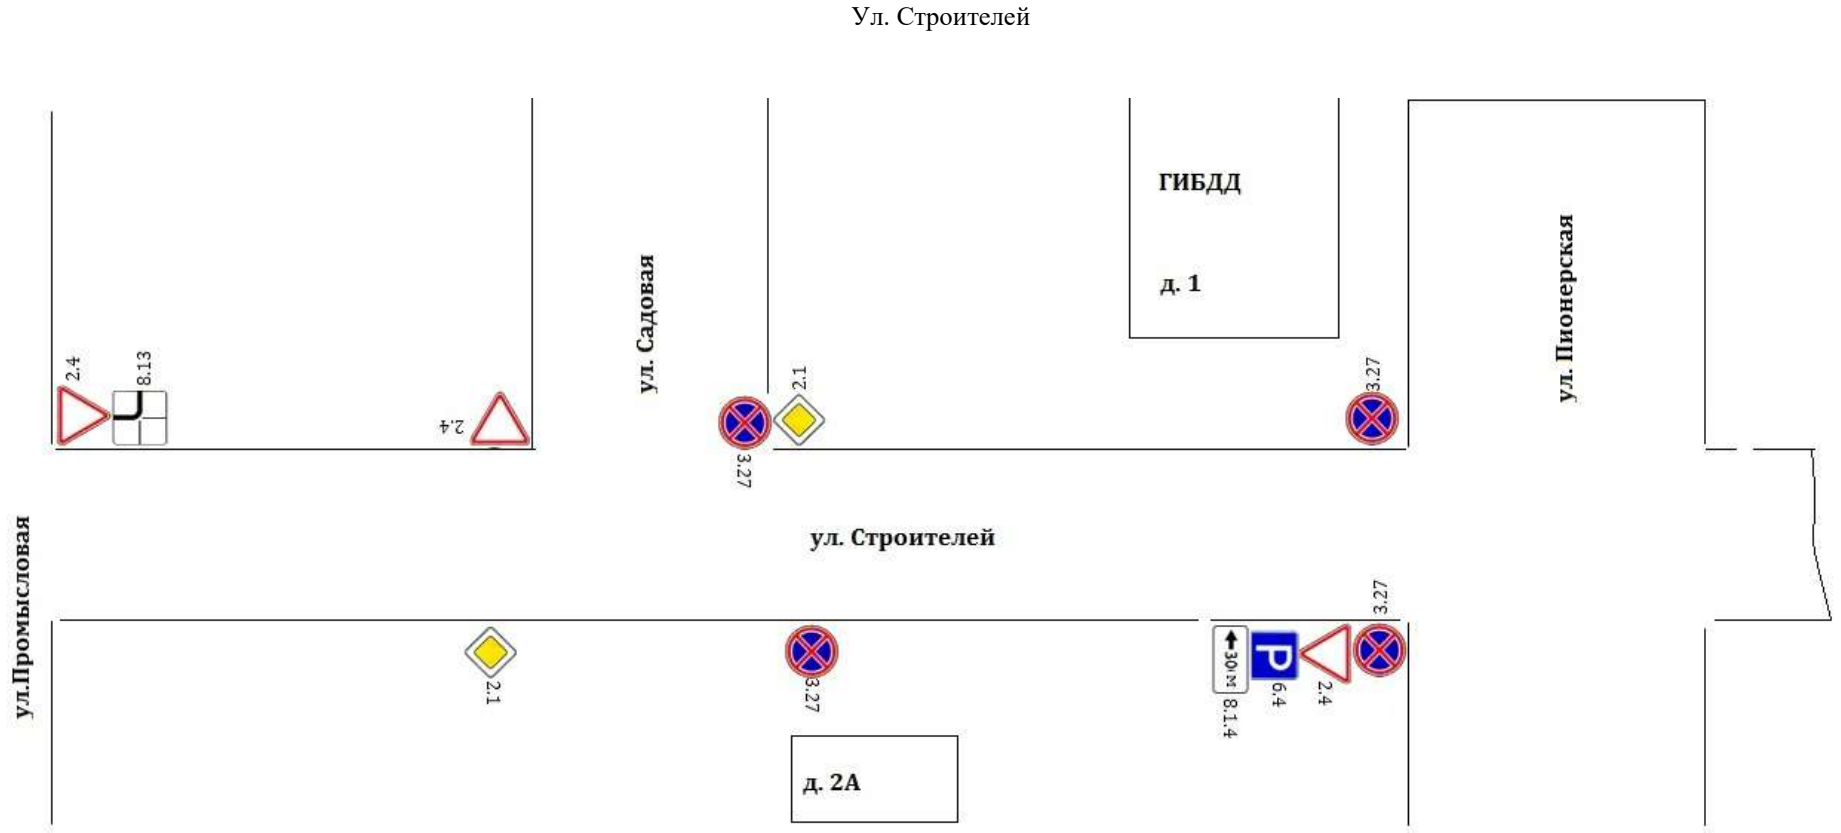 Ул. Строителей
ГИБДД
д. 1
ул. Садовая
ул. Пионерская
2.4
8.13
2.4
3.27
2.1
3.27
ул. Строителей
ул.Промысловая
2.1
3.27
30м
8.1.4
P
6.4
2.4
3.27
д. 2А